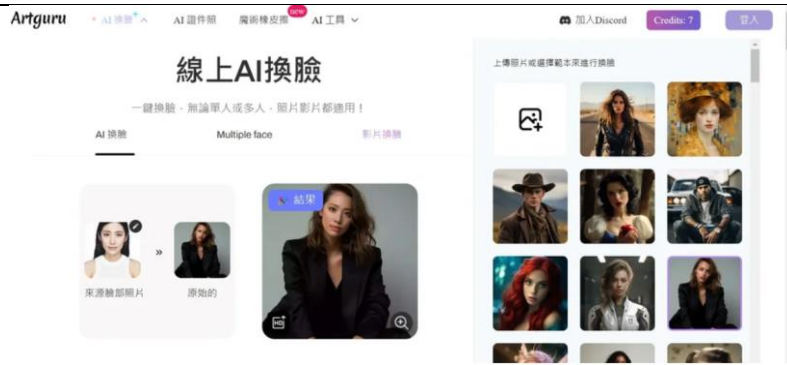 Artguru
AI 換臉
AI 證件照
魔術橡皮擦
new
AI 工具
加入Discord
Credits: 7
登入
線上AI換臉
一鍵換臉，無論單人或多人，照片影片都適用！
AI 換臉
Multiple face
影片換臉
來源臉部照片
原始的
結果
HD
上傳照片或選擇範本來進行換臉